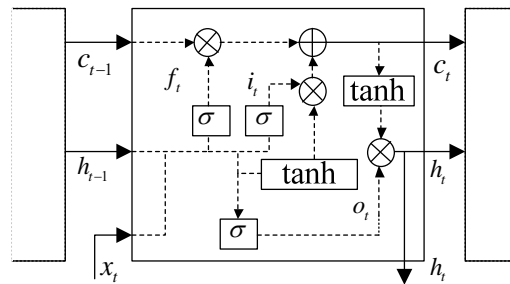 c_{t-1} f_t i_t c_t
tanh
σ σ
h_{t-1} h_t
tanh
o_t
σ
x_t h_t